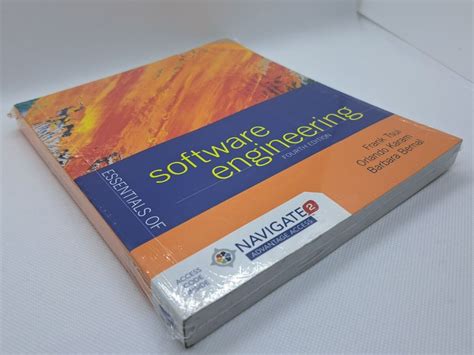 ESSENTIALS OF
software
engineering
FOURTH EDITION
Frank Tsui
Orlando Karam
Barbara Bernal
NAVIGATE 2
ADVANTAGE ACCESS
ACCESS
CODE
INSIDE